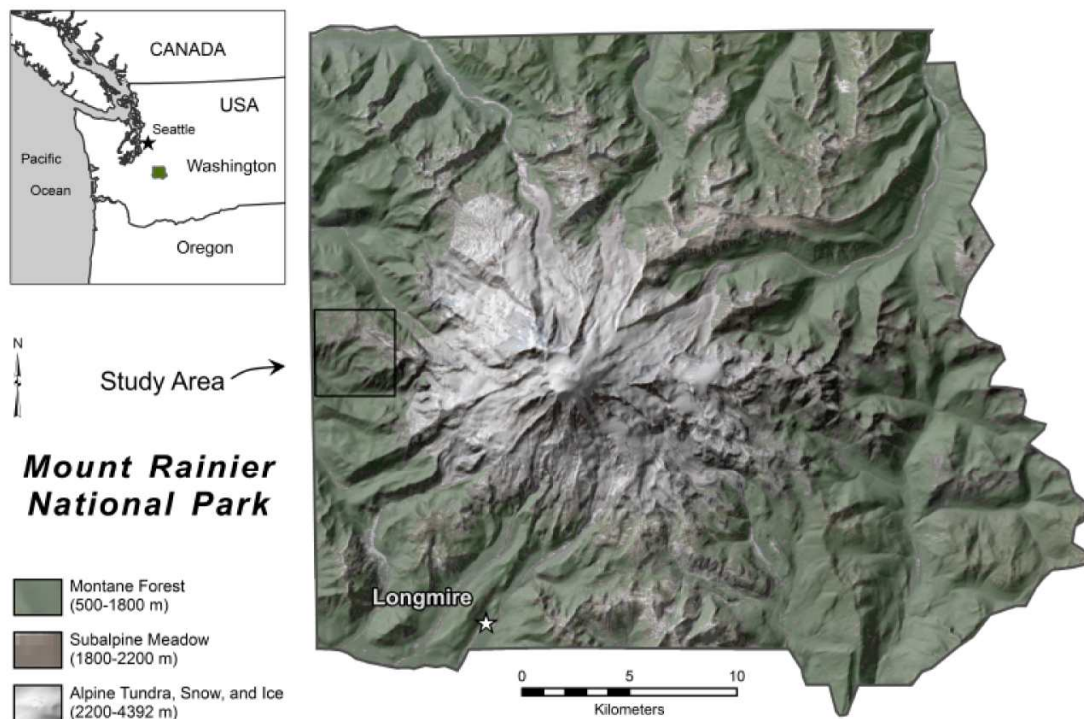 CANADA
USA
Seattle
Pacific
Ocean
Washington
Oregon
N
Study Area
Mount Rainier
National Park
Montane Forest
(500-1800 m)
Subalpine Meadow
(1800-2200 m)
Alpine Tundra, Snow, and Ice
(2200-4392 m)
Longmire
0 5 10
Kilometers